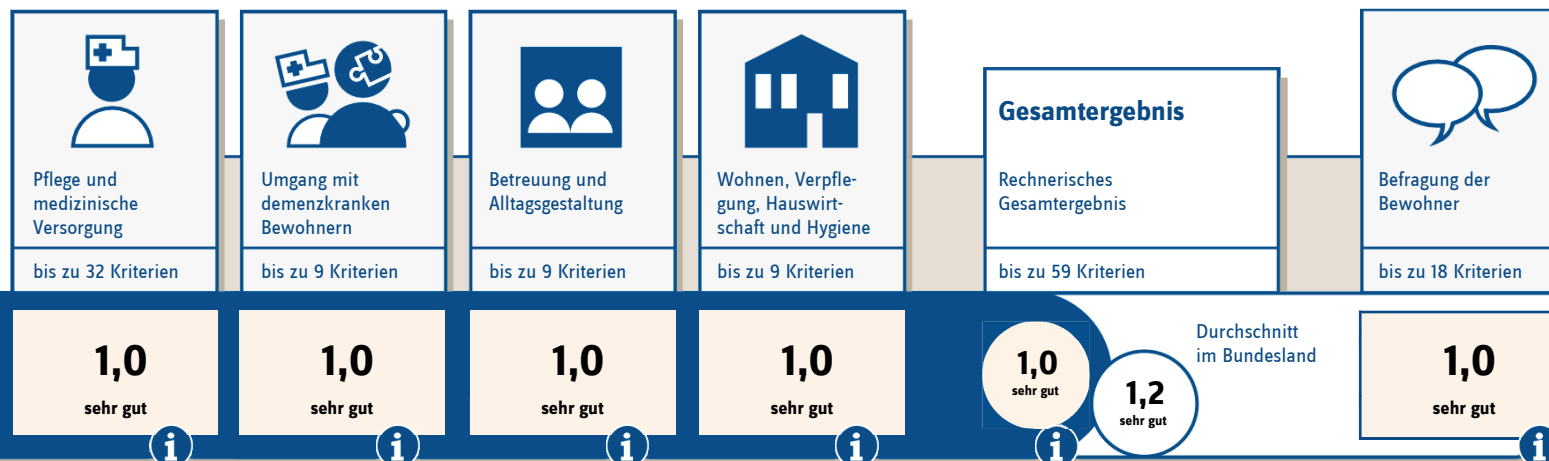 Pflege und
medizinische
Versorgung
bis zu 32 Kriterien
1,0
sehr gut
i
Umgang mit
demenzkranken
Bewohnern
bis zu 9 Kriterien
1,0
sehr gut
i
Betreuung und
Alltagsgestaltung
bis zu 9 Kriterien
1,0
sehr gut
i
Wohnen, Verpfle-
gung, Hauswirt-
schaft und Hygiene
bis zu 9 Kriterien
1,0
sehr gut
i
Gesamtergebnis
Rechnerisches
Gesamtergebnis
bis zu 59 Kriterien
1,0
sehr gut
i
1,2
sehr gut
Durchschnitt
im Bundesland
Befragung der
Bewohner
bis zu 18 Kriterien
1,0
sehr gut
i